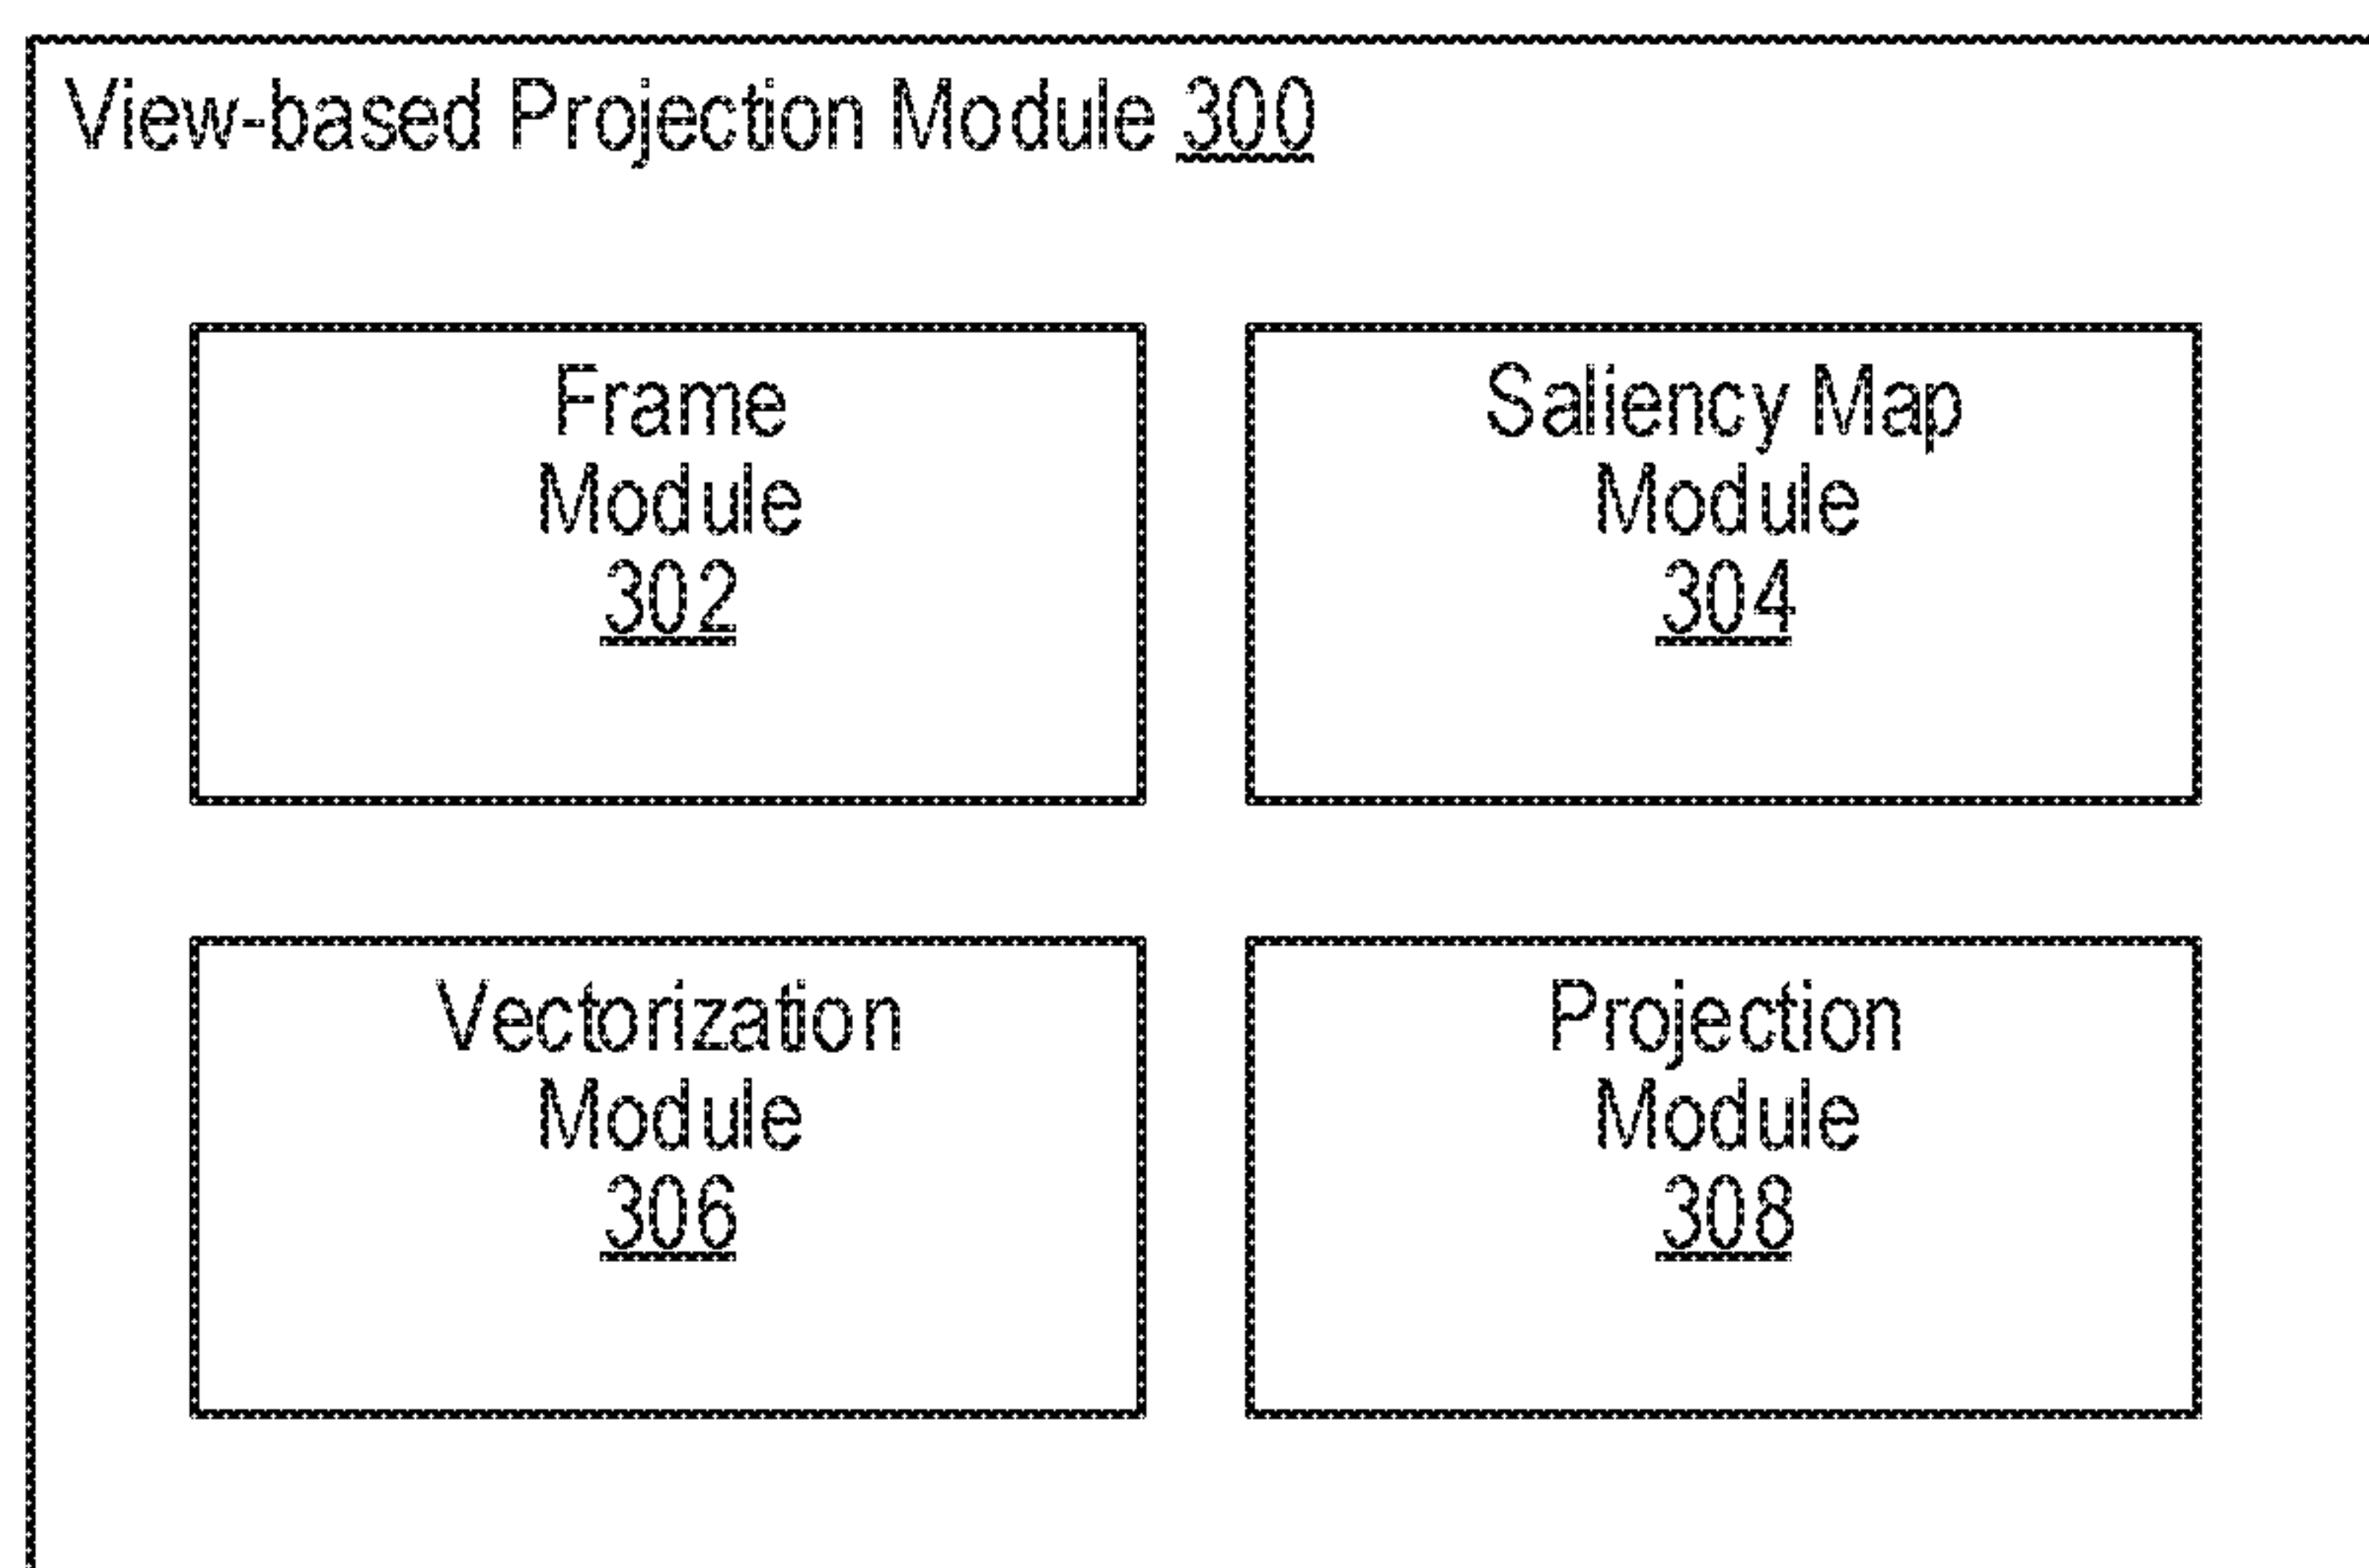 View-based Projection Module 300
Frame
Module
302
Saliency Map
Module
304
Vectorization
Module
306
Projection
Module
308